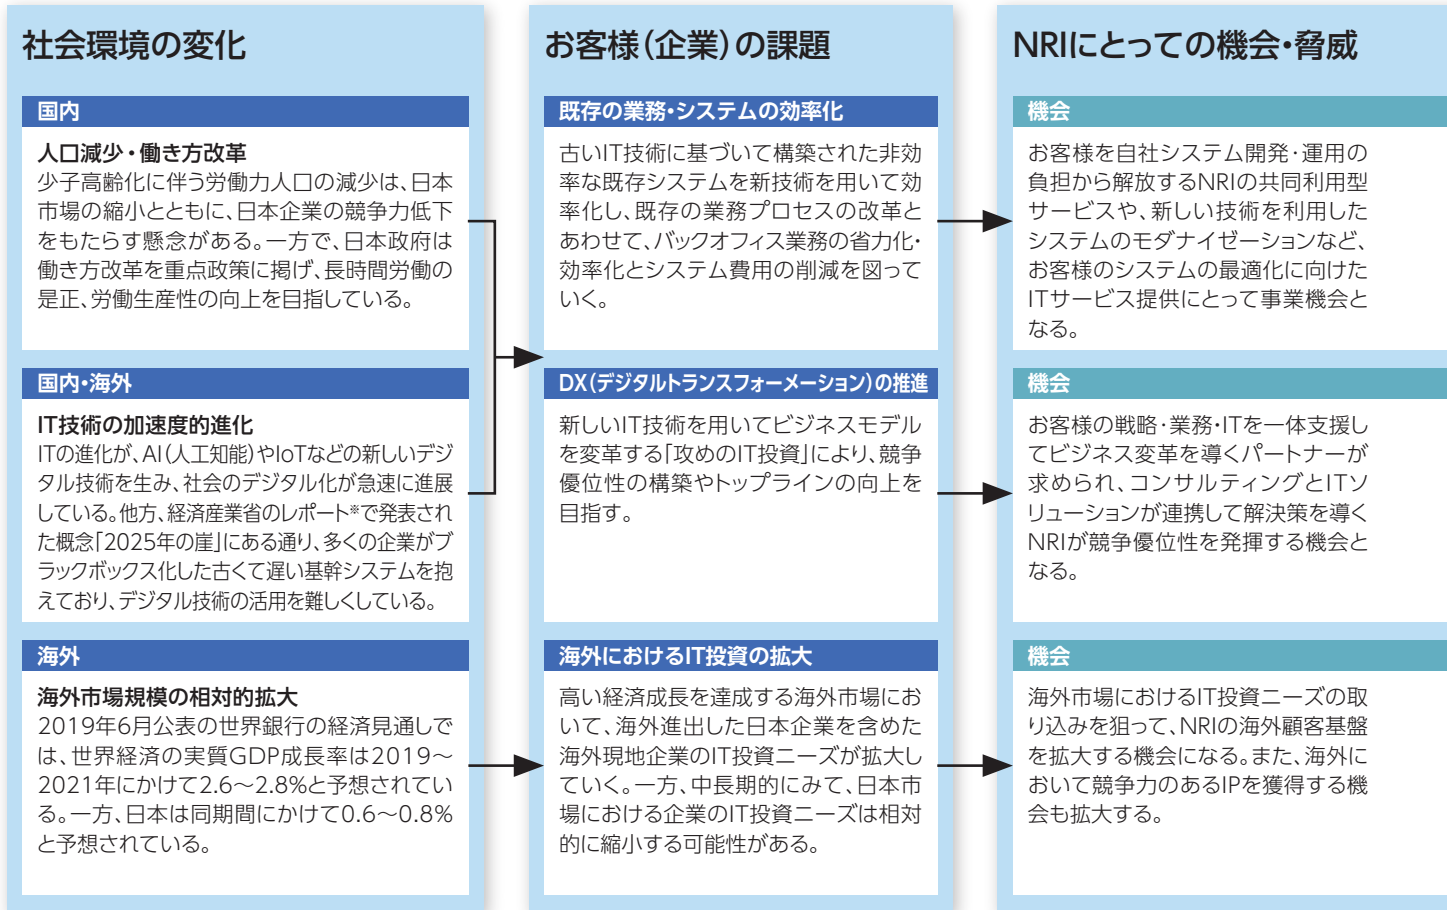 社会環境の変化
国内
人口減少・働き方改革
少子高齢化に伴う労働力人口の減少は、日本
市場の縮小とともに、日本企業の競争力低下
をもたらす懸念がある。一方で、日本政府は
働き方改革を重点政策に掲げ、長時間労働の
是正、労働生産性の向上を目指している。
国内・海外
IT技術の加速度的進化
ITの進化が、AI(人工知能)やIoTなどの新しいデジ
タル技術を生み、社会のデジタル化が急速に進展
している。他方、経済産業省のレポート※で発表され
た概念「2025年の崖」にある通り、多くの企業がブ
ラックボックス化した古くて遅い基幹システムを抱
えており、デジタル技術の活用を難しくしている。
海外
海外市場規模の相対的拡大
2019年6月公表の世界銀行の経済見通しで
は、世界経済の実質GDP成長率は2019〜
2021年にかけて2.6〜2.8%と予想されてい
る。一方、日本は同期間にかけて0.6〜0.8%
と予想されている。
お客様(企業)の課題
既存の業務・システムの効率化
古いIT技術に基づいて構築された非効
率な既存システムを新技術を用いて効
率化し、既存の業務プロセスの改革と
あわせて、バックオフィス業務の省力化・
効率化とシステム費用の削減を図って
いく。
DX(デジタルトランスフォーメーション)の推進
新しいIT技術を用いてビジネスモデル
を変革する「攻めのIT投資」により、競争
優位性の構築やトップラインの向上を
目指す。
海外におけるIT投資の拡大
高い経済成長を達成する海外市場にお
いて、海外進出した日本企業を含めた
海外現地企業のIT投資ニーズが拡大し
ていく。一方、中長期的にみて、日本市
場における企業のIT投資ニーズは相対
的に縮小する可能性がある。
NRIにとっての機会・脅威
機会
お客様を自社システム開発・運用の
負担から解放するNRIの共同利用型
サービスや、新しい技術を利用した
システムのモダナイゼーションなど、
お客様のシステムの最適化に向けた
ITサービス提供にとって事業機会と
なる。
機会
お客様の戦略・業務・ITを一体支援し
てビジネス変革を導くパートナーが
求められ、コンサルティングとITソ
リューションが連携して解決策を導く
NRIが競争優位性を発揮する機会と
なる。
機会
海外市場におけるIT投資ニーズの取
り込みを狙って、NRIの海外顧客基盤
を拡大する機会になる。また、海外に
おいて競争力のあるIPを獲得する機
会も拡大する。